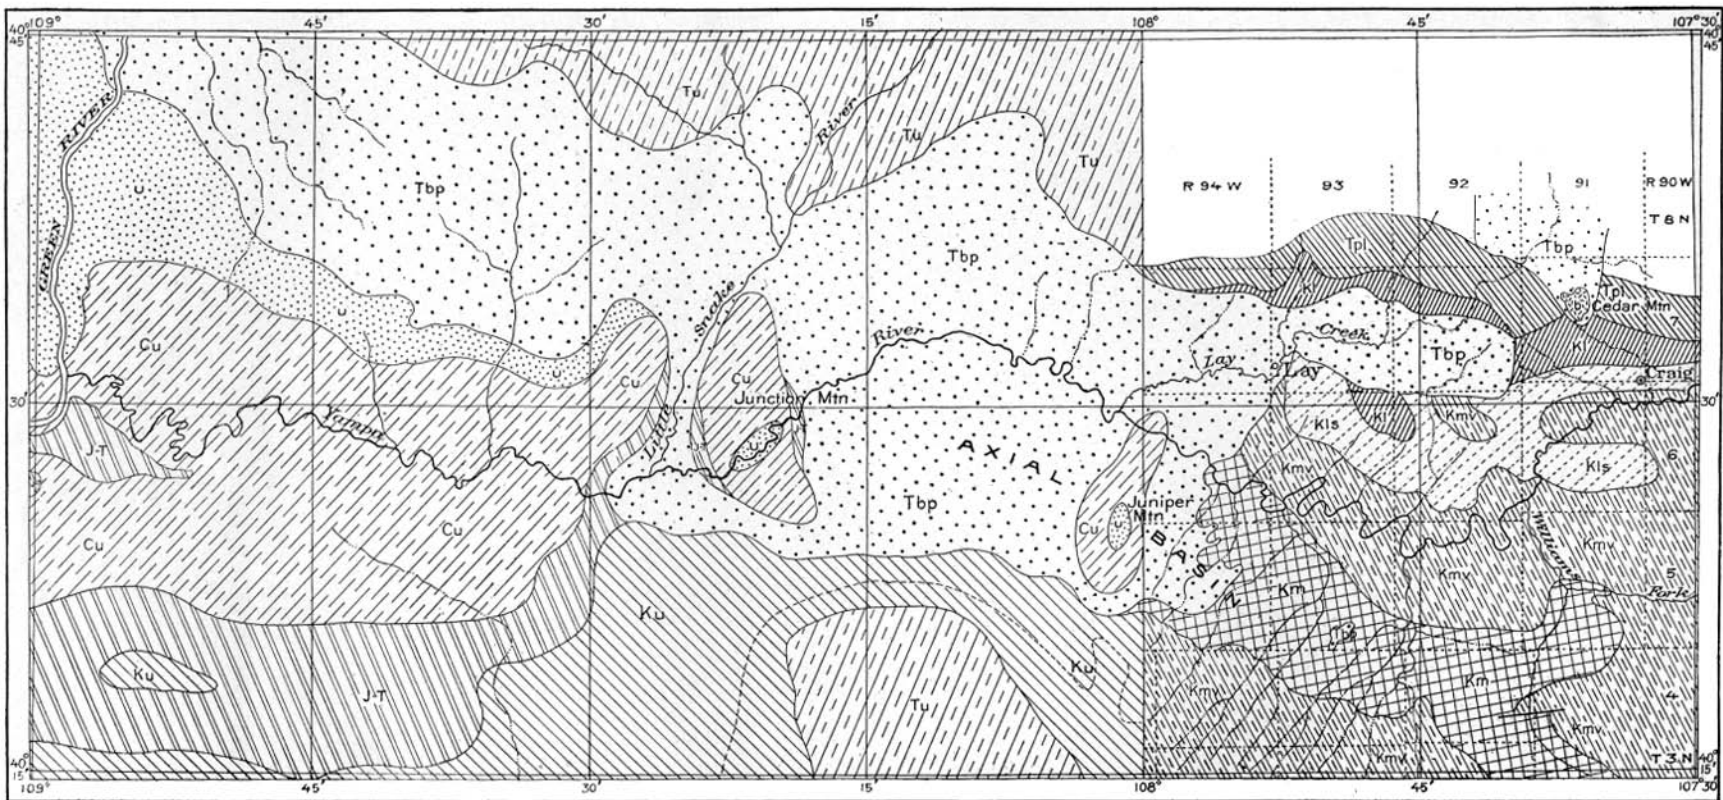 40° 109° 45' 30' 15' 108° 45' 107°30' 40°
45' 45'
Tu
RIVER
River
Tu
Tu
U
Tbp
R 94 W 93 92 91 R 90 W
T 8 N
Tpl
Tbp
Tbp
GREEN
Kl
Tpl
b Cedar Mtn
7
Snake
U
River
Creek
Cu
Lay
Tbp
Kl
Cu
Cu
U
Lay
Craig
Junction Mtn
30' 30'
Yampa
Little
Kls
Kl
Kmv
J-T
U
AXIAL
Kmv
Kls
6
Tbp
Juniper
Mtn
U
Cu
Cu
Cu
BASIN
Williams
Kmv
Kmv
5
Fork
Km
Ku
Ku
Ku
J-T
Kmv
Km
4
Tu
Kmv
Kmv
T 3 N
40° 40°
15' 15'
109° 45' 30' 15' 108° 45' 107°30'